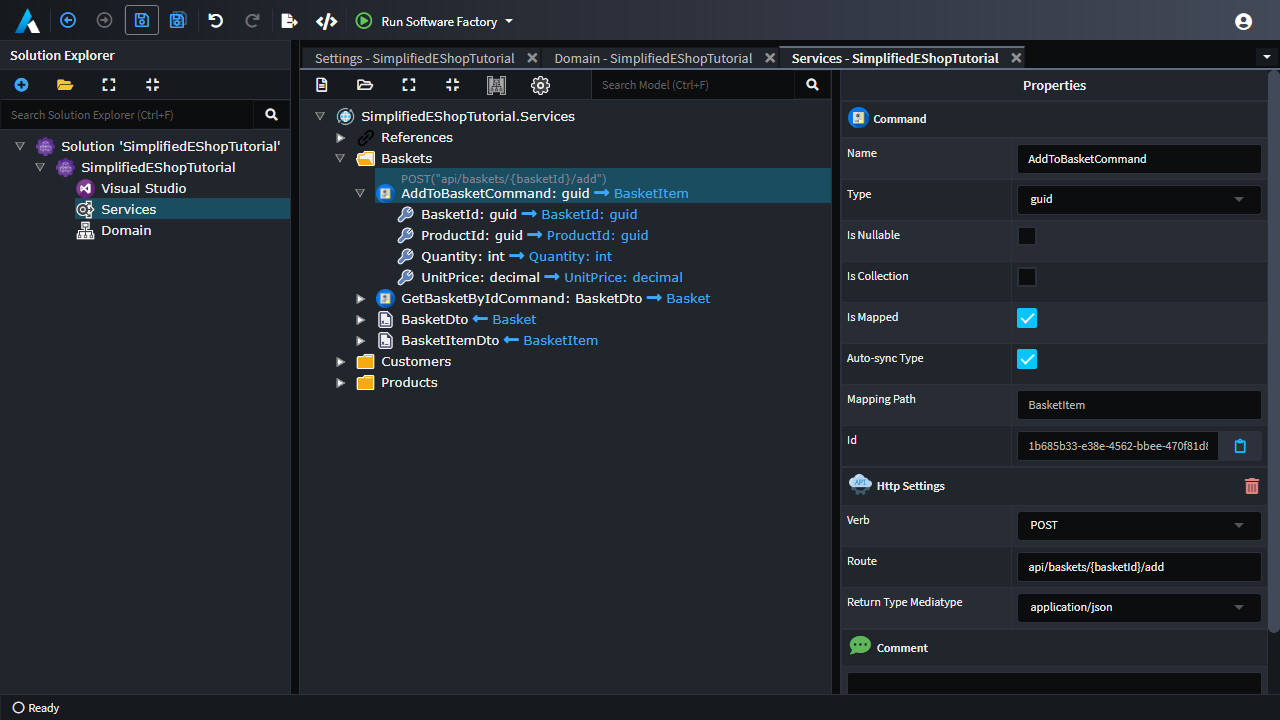 Run Software Factory
Solution Explorer
Search Solution Explorer (Ctrl+F)
Solution 'SimplifiedEShopTutorial'
SimplifiedEShopTutorial
Visual Studio
Services
Domain
Settings - SimplifiedEShopTutorial
Domain - SimplifiedEShopTutorial
Services - SimplifiedEShopTutorial
Search Model (Ctrl+F)
SimplifiedEShopTutorial.Services
References
Baskets
POST("api/baskets/{basketId}/add")
AddToBasketCommand: guid → BasketItem
BasketId: guid → BasketId: guid
ProductId: guid → ProductId: guid
Quantity: int → Quantity: int
UnitPrice: decimal → UnitPrice: decimal
GetBasketByIdCommand: BasketDto → Basket
BasketDto ← Basket
BasketItemDto ← BasketItem
Customers
Products
Properties
Command
Name
AddToBasketCommand
Type
guid
Is Nullable
Is Collection
Is Mapped
Auto-sync Type
Mapping Path
BasketItem
Id
1b685b33-e38e-4562-bbee-470f81d8
API
Http Settings
Verb
POST
Route
api/baskets/{basketId}/add
Return Type Mediatype
application/json
Comment
Ready